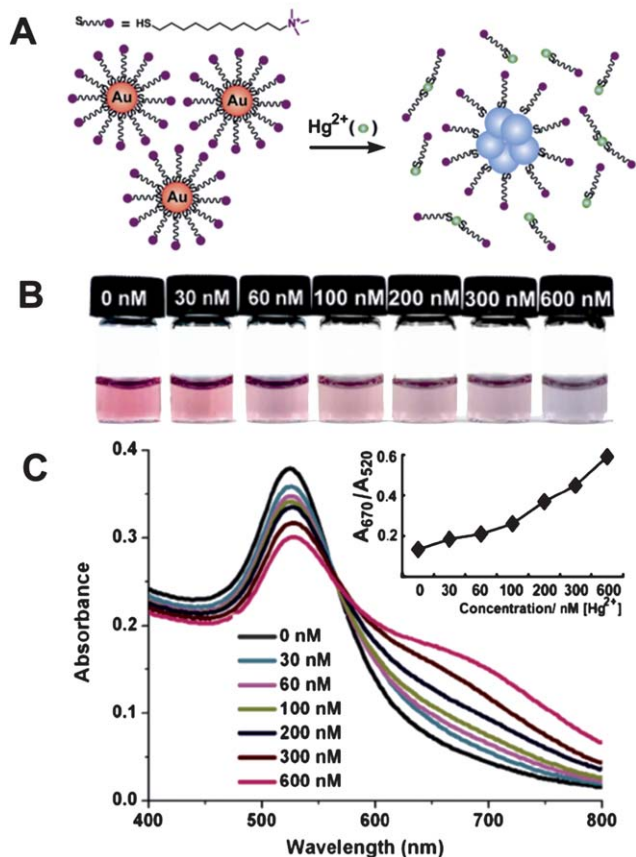 A
S = HS N+
Au Au
Hg2+( )
Au
S S S S S S S S
B
0 nM 30 nM 60 nM 100 nM 200 nM 300 nM 600 nM
C
Absorbance
0.4
0.3
0.2
0.1
0.0
400 500 600 700 800
Wavelength (nm)
0 nM
30 nM
60 nM
100 nM
200 nM
300 nM
600 nM
A670/A520
0.6
0.4
0.2
0 30 60 100 200 300 600
Concentration/ nM [Hg2+]